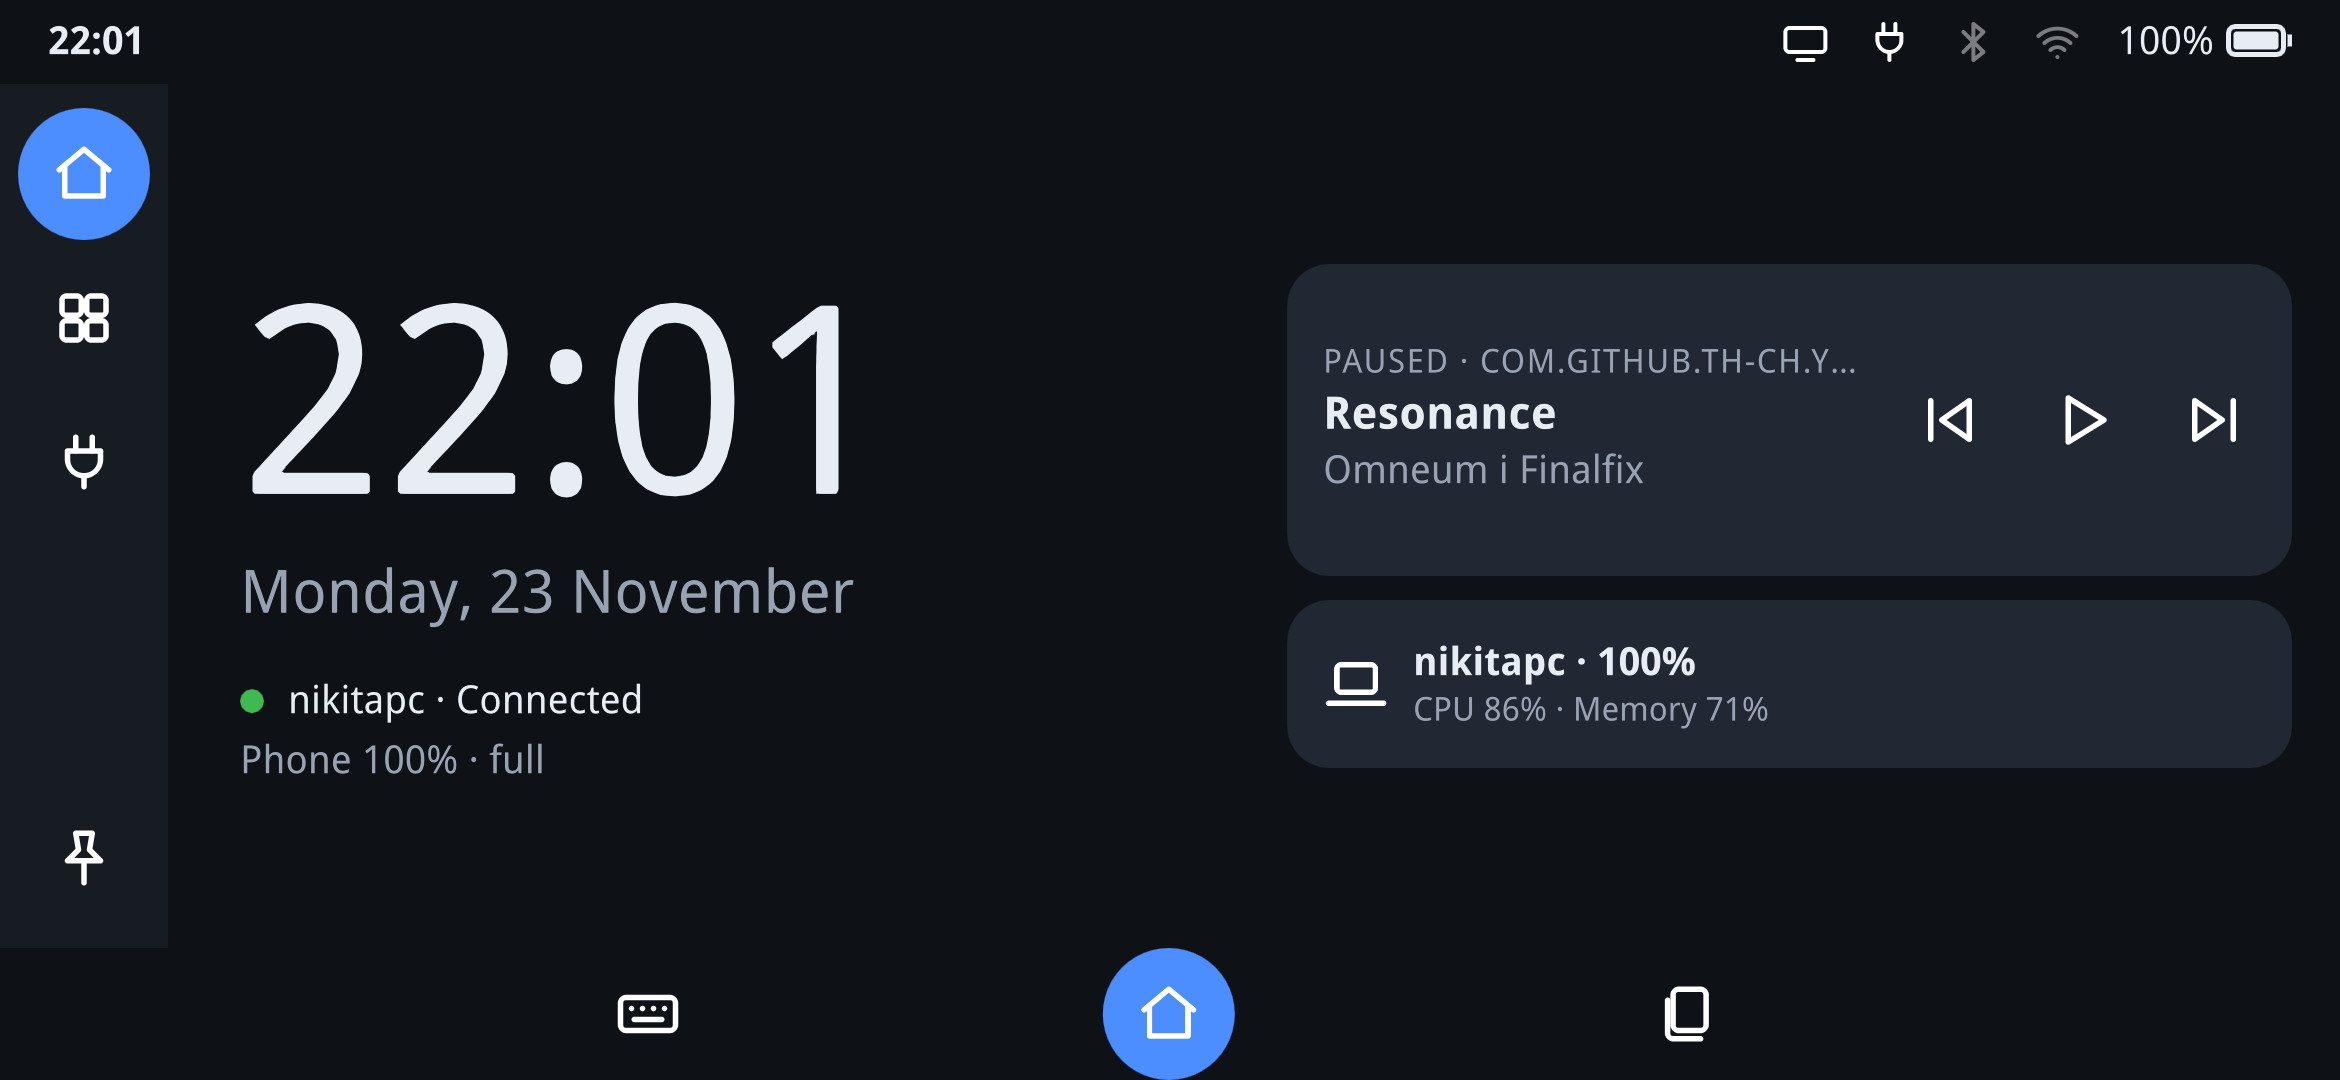 22:01
100%
22:01
Monday, 23 November
nikitapc · Connected
Phone 100% · full
PAUSED · COM.GITHUB.TH-CH.Y...
Resonance
Omneum i Finalfix
nikitapc · 100%
CPU 86% · Memory 71%